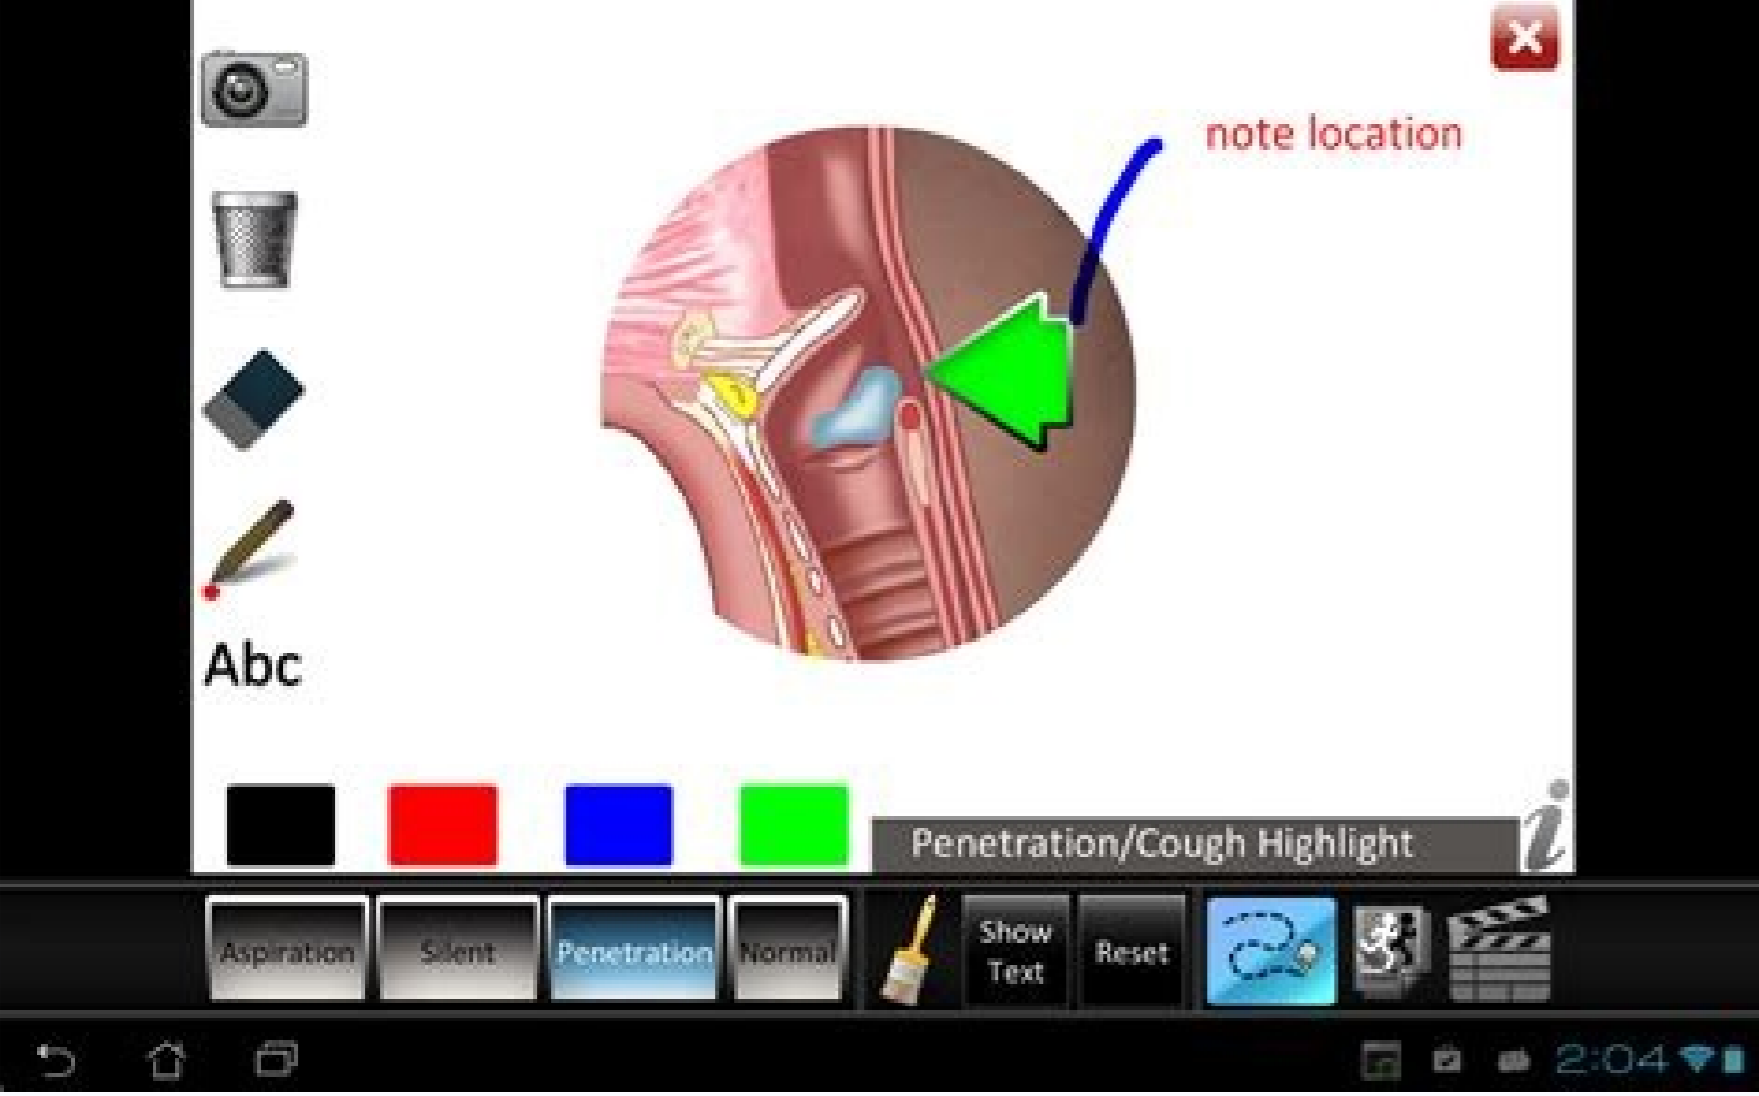 note location
Abc
Penetration/Cough Highlight
Aspiration
Silent
Penetration
Normal
Show
Text
Reset
2:04